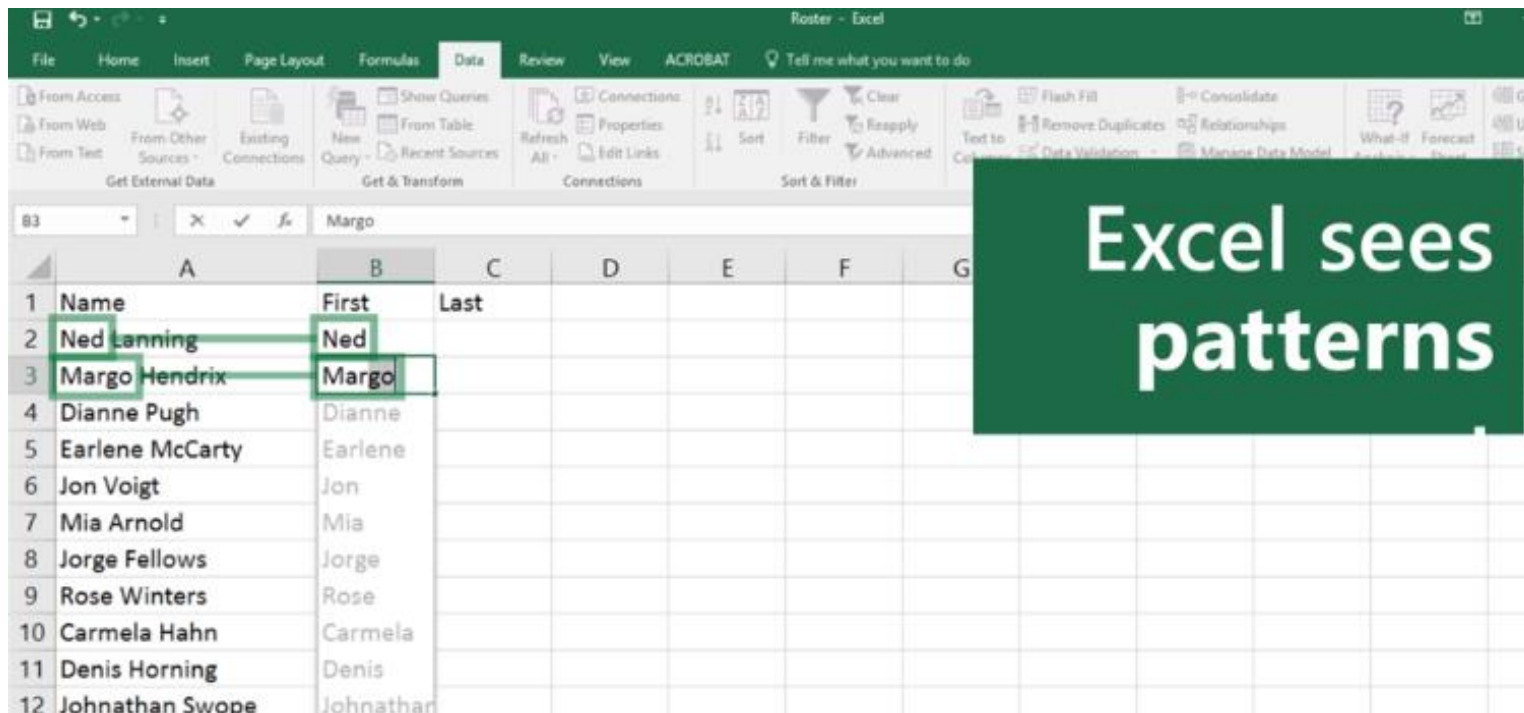 Roster - Excel
File Home Insert Page Layout Formulas Data Review View ACROBAT Tell me what you want to do
From Access
From Web
From Text
From Other Sources
Existing Connections
Get External Data
New Query
Show Queries
From Table
Recent Sources
Get & Transform
Refresh All
Connections
Properties
Edit Links
Connections
Sort
Filter
Clear
Reapply
Advanced
Sort & Filter
Text to
Flash Fill
Remove Duplicates
Data Validation
Consolidate
Relationships
Manage Data Model
What-If
Forecast
B3 Margo
Excel sees
patterns
A B C D E F G
1 Name First Last
2 Ned Lanning Ned
3 Margo Hendrix Margo
4 Dianne Pugh Dianne
5 Earlene McCarty Earlene
6 Jon Voigt Jon
7 Mia Arnold Mia
8 Jorge Fellows Jorge
9 Rose Winters Rose
10 Carmela Hahn Carmela
11 Denis Horning Denis
12 Johnathan Swope Johnathan